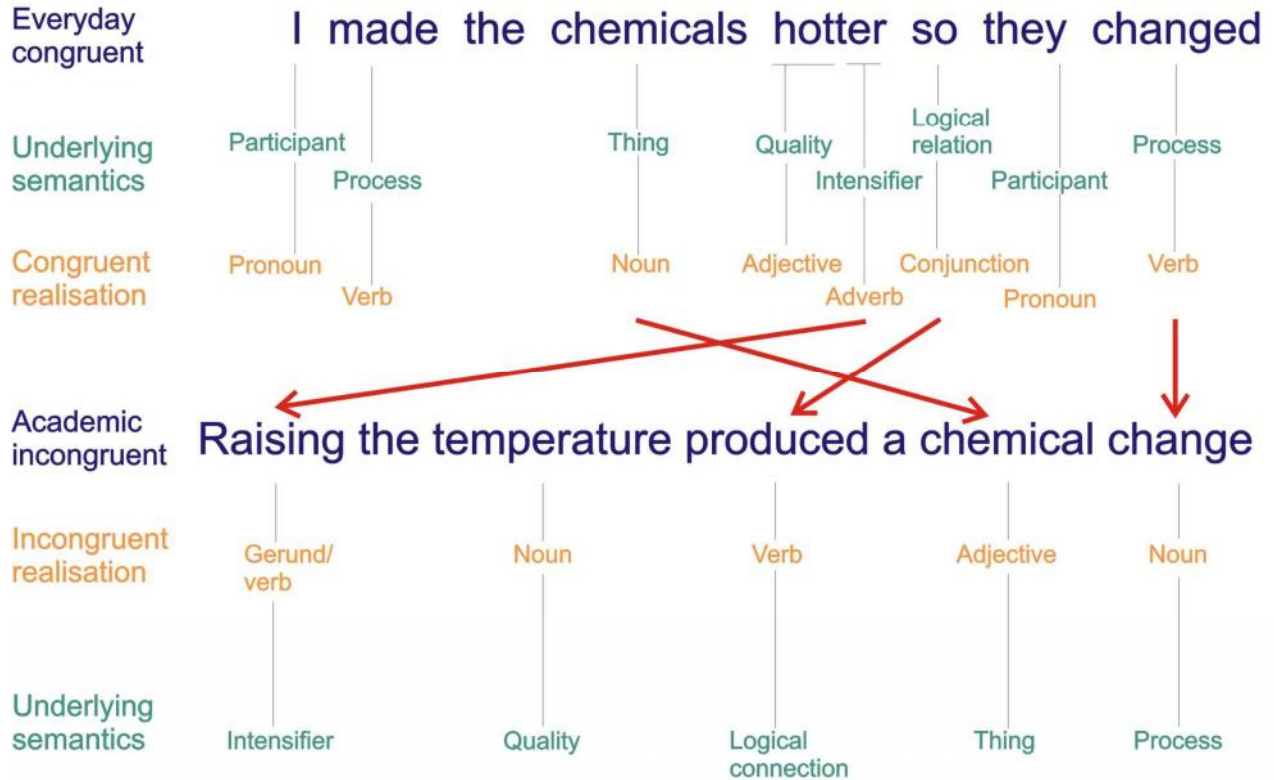 Everyday
congruent
I made the chemicals hotter so they changed
Underlying
semantics
Participant
Process
Thing
Quality
Intensifier
Logical
relation
Participant
Process
Congruent
realisation
Pronoun
Verb
Noun
Adjective
Adverb
Conjunction
Pronoun
Verb
Academic
incongruent
Raising the temperature produced a chemical change
Incongruent
realisation
Gerund/
verb
Noun
Verb
Adjective
Noun
Underlying
semantics
Intensifier
Quality
Logical
connection
Thing
Process